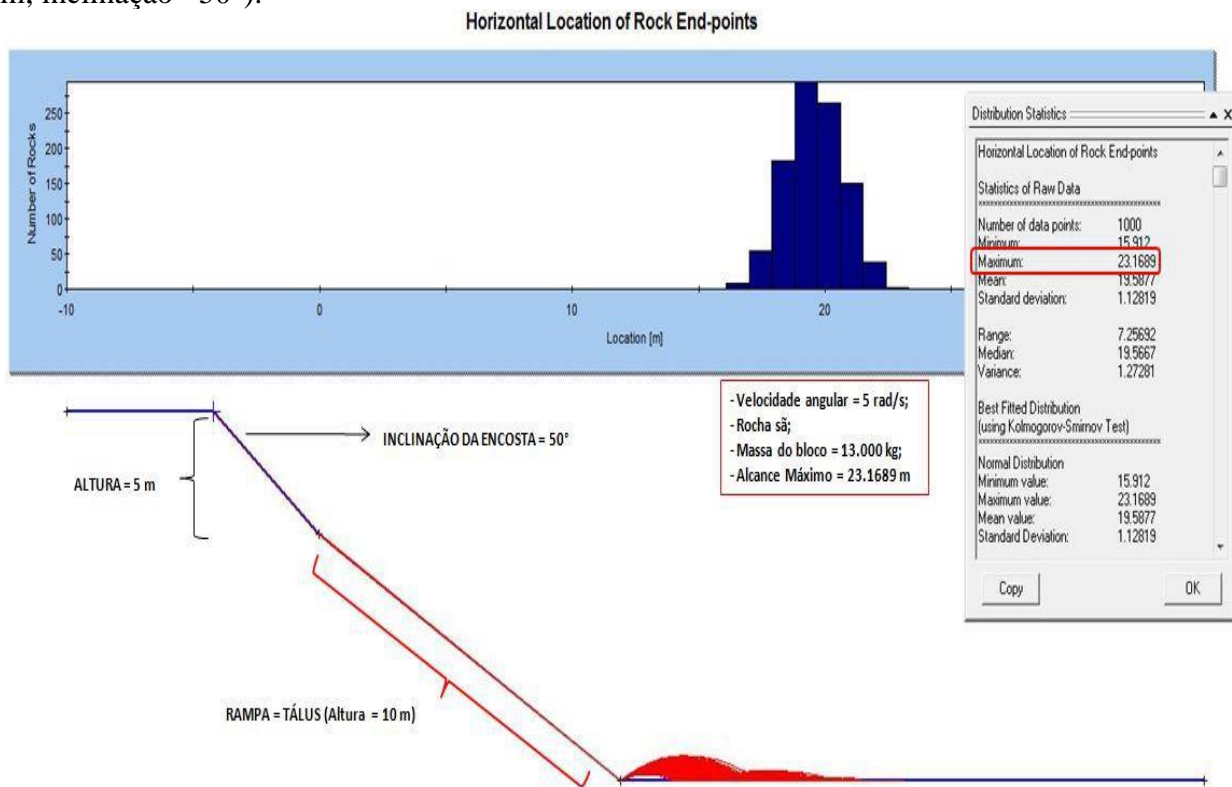 Horizontal Location of Rock End-points
Number of Rocks
250
200
150
100
50
0
-10
0
10
20
Location [m]
Distribution Statistics
Horizontal Location of Rock End-points
Statistics of Raw Data
Number of data points: 1000
Minimum: 15.912
Maximum: 23.1689
Mean: 19.5877
Standard deviation: 1.12819
Range: 7.25692
Median: 19.5667
Variance: 1.27281
Best Fitted Distribution
(using Kolmogorov-Smirnov Test)
Normal Distribution
Minimum value: 15.912
Maximum value: 23.1689
Mean value: 19.5877
Standard Deviation: 1.12819
Copy
OK
- Velocidade angular = 5 rad/s;
- Rocha sã;
- Massa do bloco = 13.000 kg;
- Alcance Máximo = 23.1689 m
INCLINAÇÃO DA ENCOSTA = 50°
ALTURA = 5 m
RAMPA = TÁLUS (Altura = 10 m)